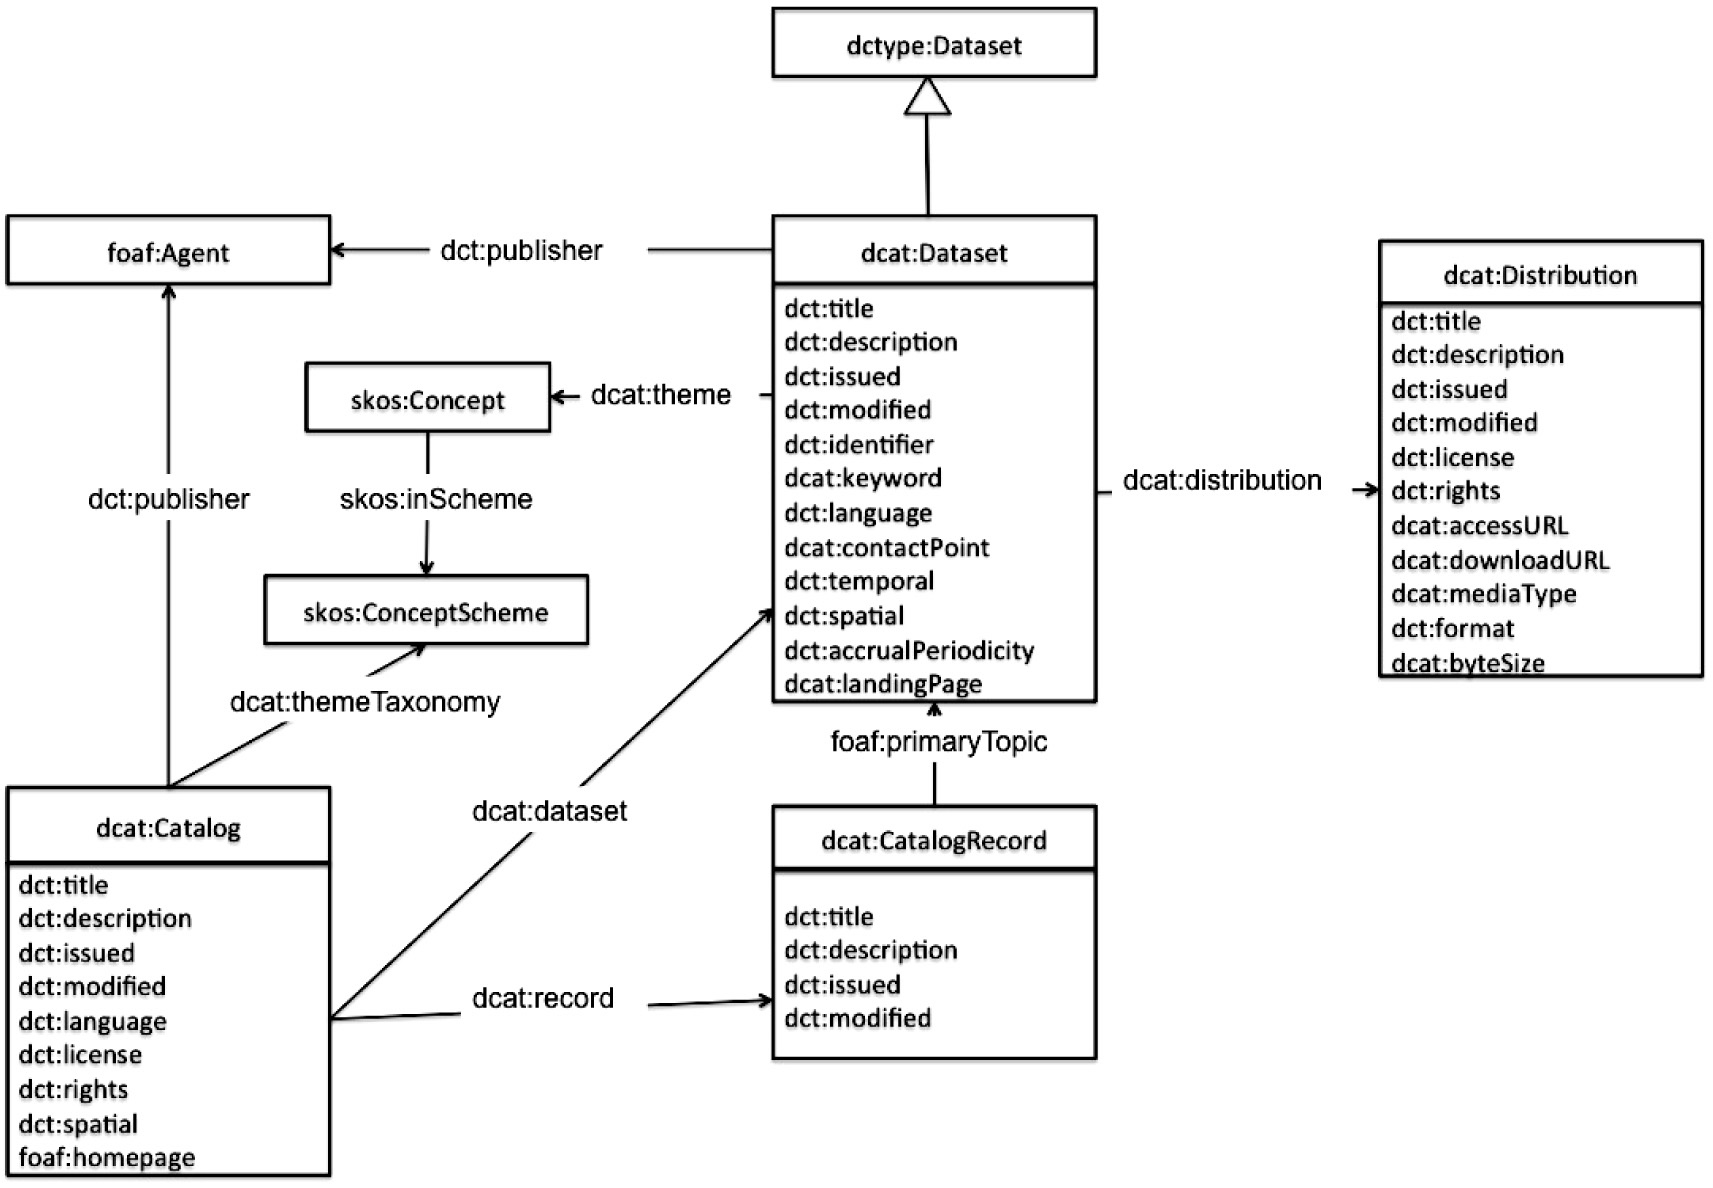 dctype:Dataset
foaf:Agent
dct:publisher
dcat:Dataset
dct:title
dct:description
dct:issued
dct:modified
dct:identifier
dcat:keyword
dct:language
dcat:contactPoint
dct:temporal
dct:spatial
dct:accrualPeriodicity
dcat:landingPage
dcat:Distribution
dct:title
dct:description
dct:issued
dct:modified
dct:license
dct:rights
dcat:accessURL
dcat:downloadURL
dcat:mediaType
dct:format
dcat:byteSize
skos:Concept
dcat:theme
dcat:distribution
dct:publisher
skos:inScheme
skos:ConceptScheme
dcat:themeTaxonomy
foaf:primaryTopic
dcat:dataset
dcat:Catalog
dct:title
dct:description
dct:issued
dct:modified
dct:language
dct:license
dct:rights
dct:spatial
foaf:homepage
dcat:record
dcat:CatalogRecord
dct:title
dct:description
dct:issued
dct:modified